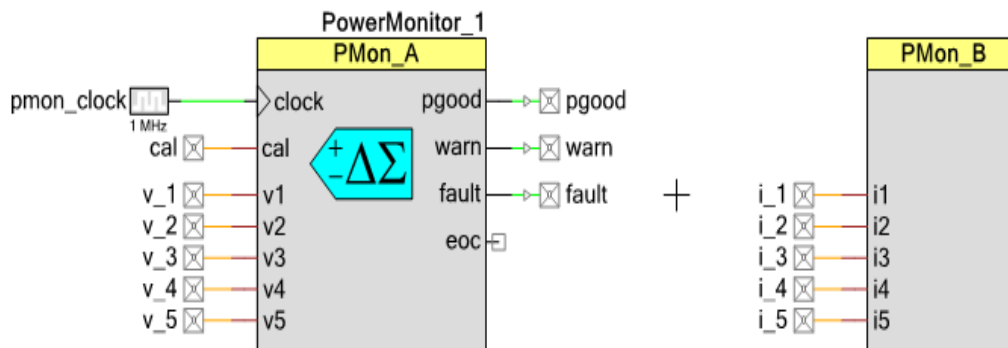 PowerMonitor_1
PMon_A
PMon_B
pmon_clock
1 MHz
clock
pgood
pgood
cal
cal
+
−
ΔΣ
warn
warn
v_1
v1
fault
fault
i_1
i1
v_2
v2
i_2
i2
eoc
v_3
v3
i_3
i3
v_4
v4
i_4
i4
v_5
v5
i_5
i5